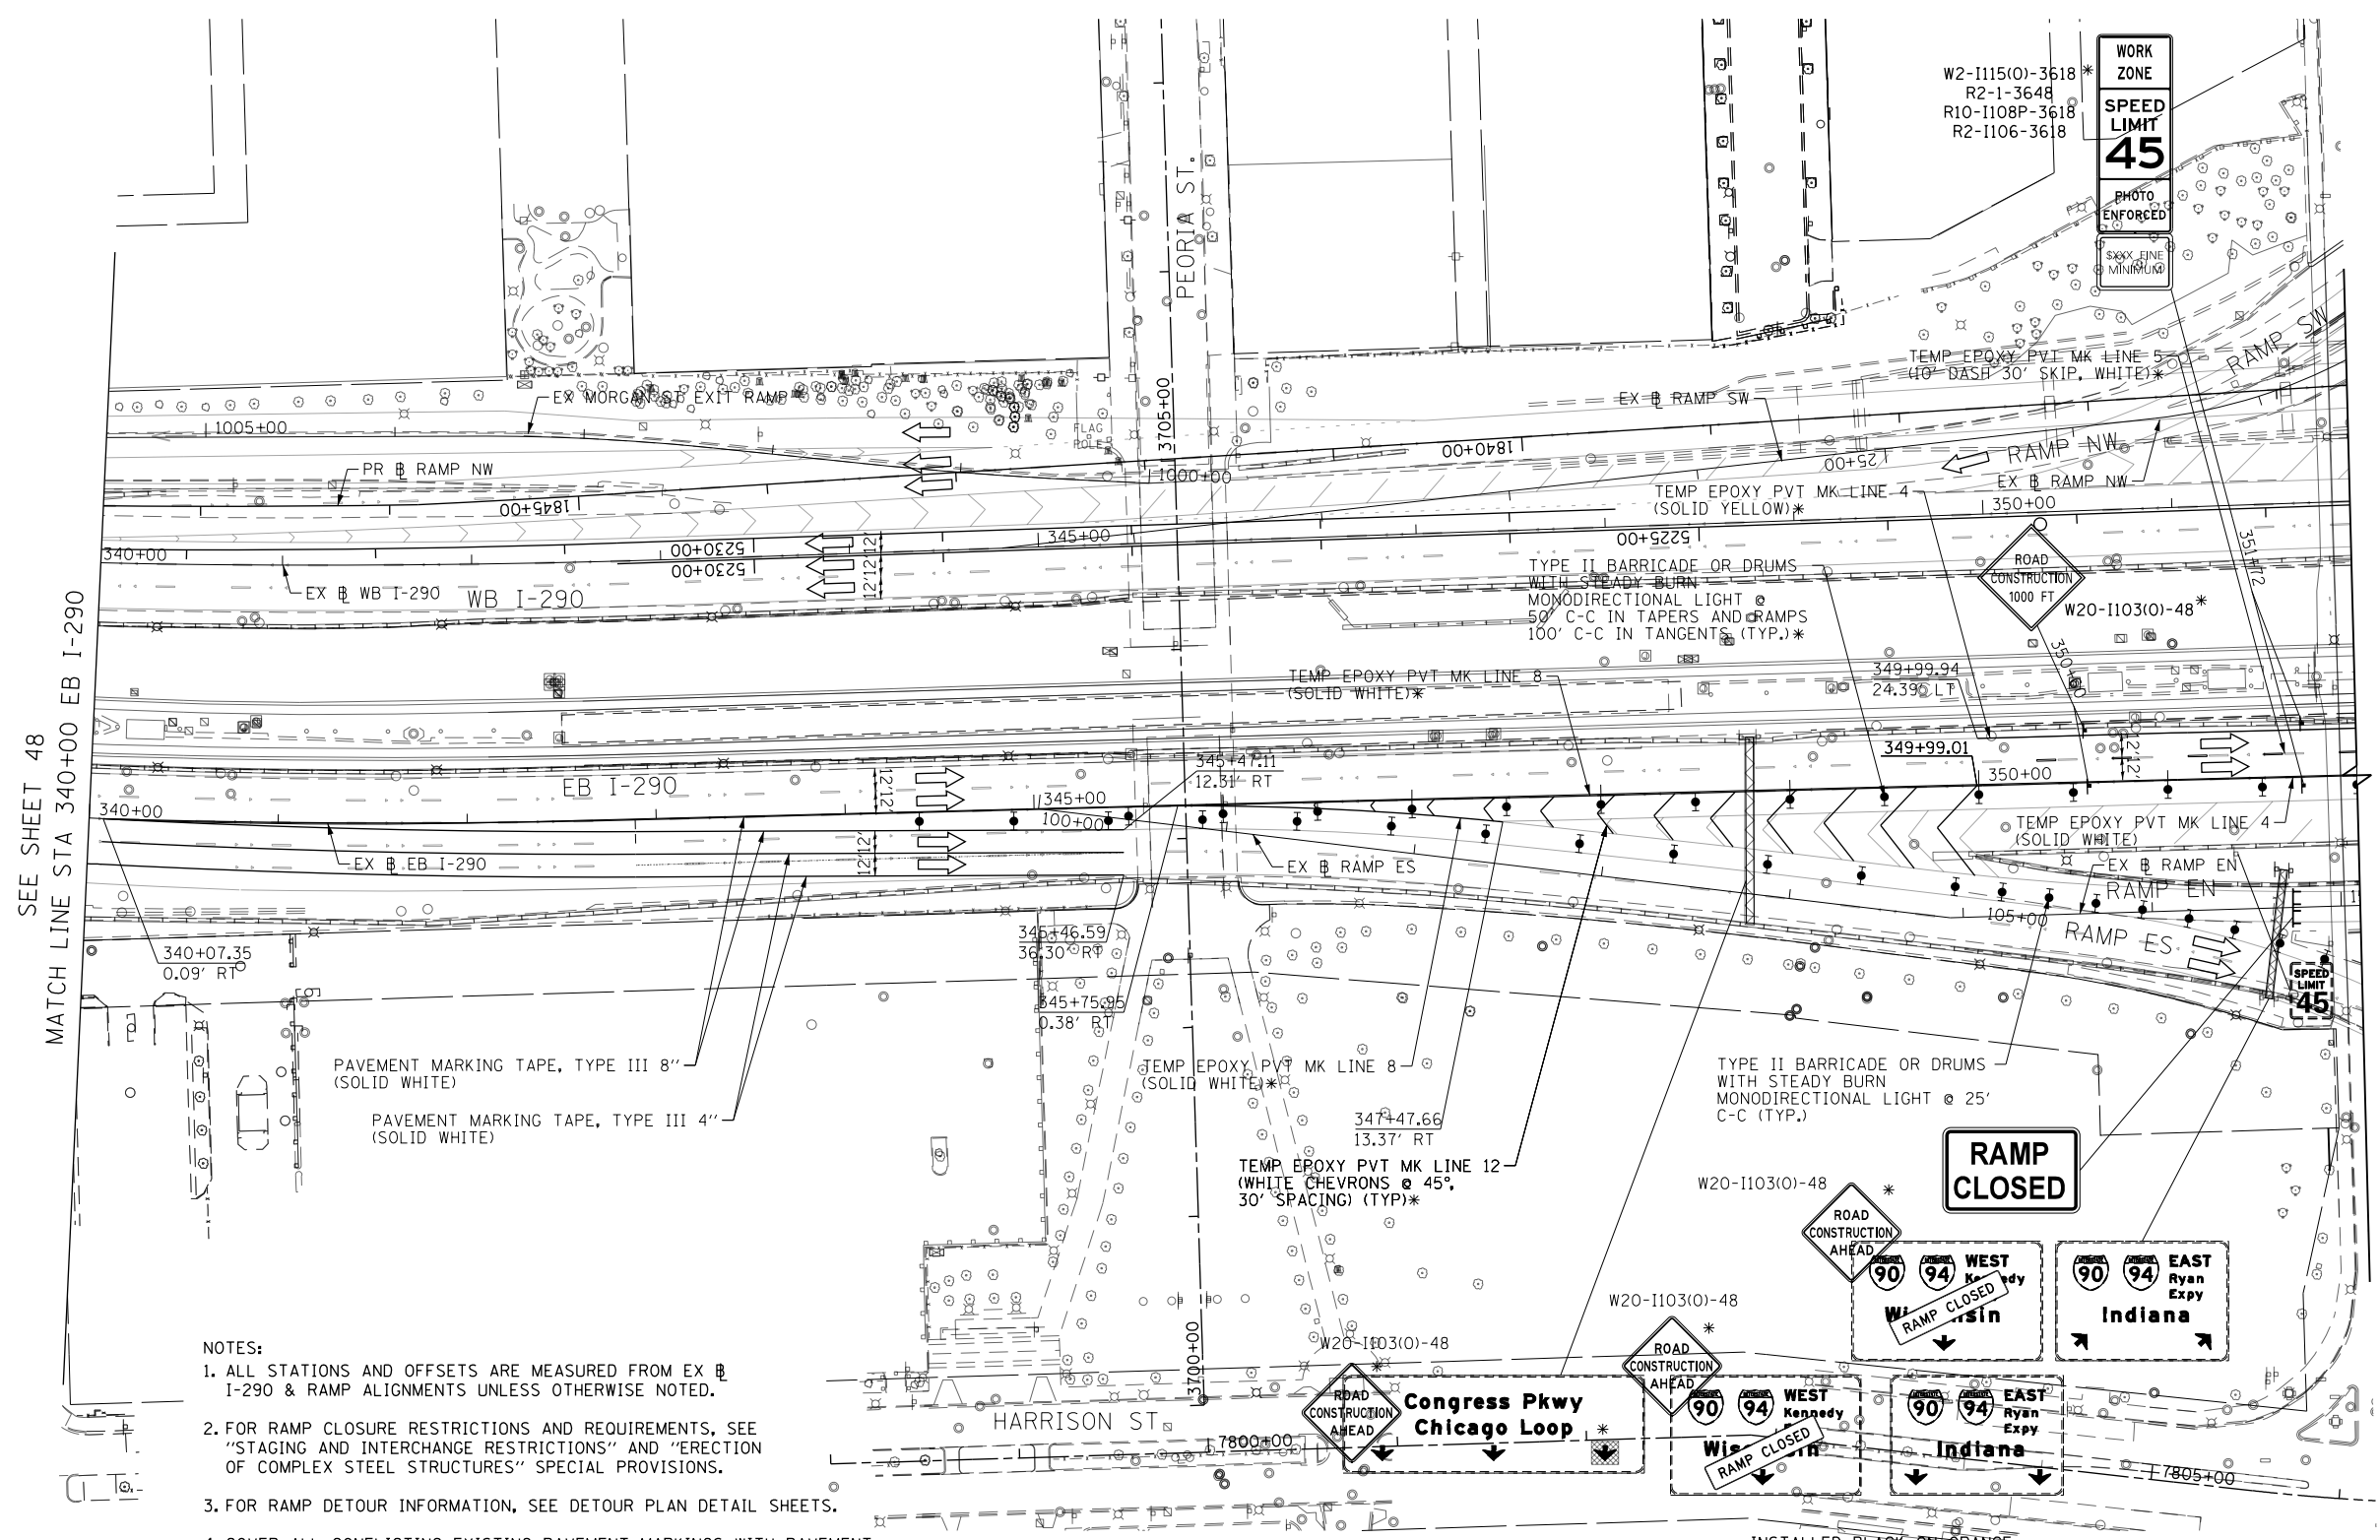 WORK
ZONE
SPEED
LIMIT
45
PHOTO
ENFORCED
$XXX FINE
MINIMUM
W2-I115(O)-3618 *
R2-1-3648
R10-I108P-3618
R2-I106-3618
PEORIA ST.
3705+00
TEMP EPOXY PVT MK LINE 5
(10' DASH 30' SKIP, WHITE)*
RAMP SW
EX MORGAN ST EXIT RAMP
EX B RAMP SW
1005+00
FLAG
POLE
1840+00
RAMP NW
PR B RAMP NW
1000+00
25+00
EX B RAMP NW
TEMP EPOXY PVT MK LINE 4
(SOLID YELLOW)*
350+00
1845+00
340+00
5230+00
5230+00
345+00
5225+00
12'12'12'
351+72
ROAD
CONSTRUCTION
1000 FT
W20-I103(O)-48*
TYPE II BARRICADE OR DRUMS
WITH STEADY BURN
MONODIRECTIONAL LIGHT @
50' C-C IN TAPERS AND RAMPS
100' C-C IN TANGENTS (TYP.)*
EX B WB I-290
WB I-290
SEE SHEET 48
MATCH LINE STA 340+00 EB I-290
TEMP EPOXY PVT MK LINE 8
(SOLID WHITE)*
349+99.94
24.39' LT
349+99.01
350+00
12'12'
345+47.11
12.31' RT
EB I-290
12'12'
345+00
100+00
340+00
12'12'
EX B EB I-290
EX B RAMP ES
TEMP EPOXY PVT MK LINE 4
(SOLID WHITE)
EX B RAMP EN
RAMP EN
105+00
RAMP ES
340+07.35
0.09' RT
345+46.59
36.30' RT
345+75.95
0.38' RT
SPEED
LIMIT
45
PAVEMENT MARKING TAPE, TYPE III 8"
(SOLID WHITE)
PAVEMENT MARKING TAPE, TYPE III 4"
(SOLID WHITE)
TEMP EPOXY PVT MK LINE 8
(SOLID WHITE)*
347+47.66
13.37' RT
TEMP EPOXY PVT MK LINE 12
(WHITE CHEVRONS @ 45°,
30' SPACING) (TYP)*
TYPE II BARRICADE OR DRUMS
WITH STEADY BURN
MONODIRECTIONAL LIGHT @ 25'
C-C (TYP.)
RAMP
CLOSED
W20-I103(O)-48 *
ROAD
CONSTRUCTION
AHEAD
90 94 WEST
RAMP CLOSED
90 94 EAST
Ryan
Expy
Indiana
W20-I103(O)-48 *
ROAD
CONSTRUCTION
AHEAD
90 94 WEST
Kennedy
RAMP CLOSED
90 94 EAST
Ryan
Expy
Indiana
W20-I103(O)-48 *
ROAD
CONSTRUCTION
AHEAD
Congress Pkwy
Chicago Loop *
3700+00
HARRISON ST
7800+00
7805+00
NOTES:
1. ALL STATIONS AND OFFSETS ARE MEASURED FROM EX B
I-290 & RAMP ALIGNMENTS UNLESS OTHERWISE NOTED.
2. FOR RAMP CLOSURE RESTRICTIONS AND REQUIREMENTS, SEE
"STAGING AND INTERCHANGE RESTRICTIONS" AND "ERECTION
OF COMPLEX STEEL STRUCTURES" SPECIAL PROVISIONS.
3. FOR RAMP DETOUR INFORMATION, SEE DETOUR PLAN DETAIL SHEETS.